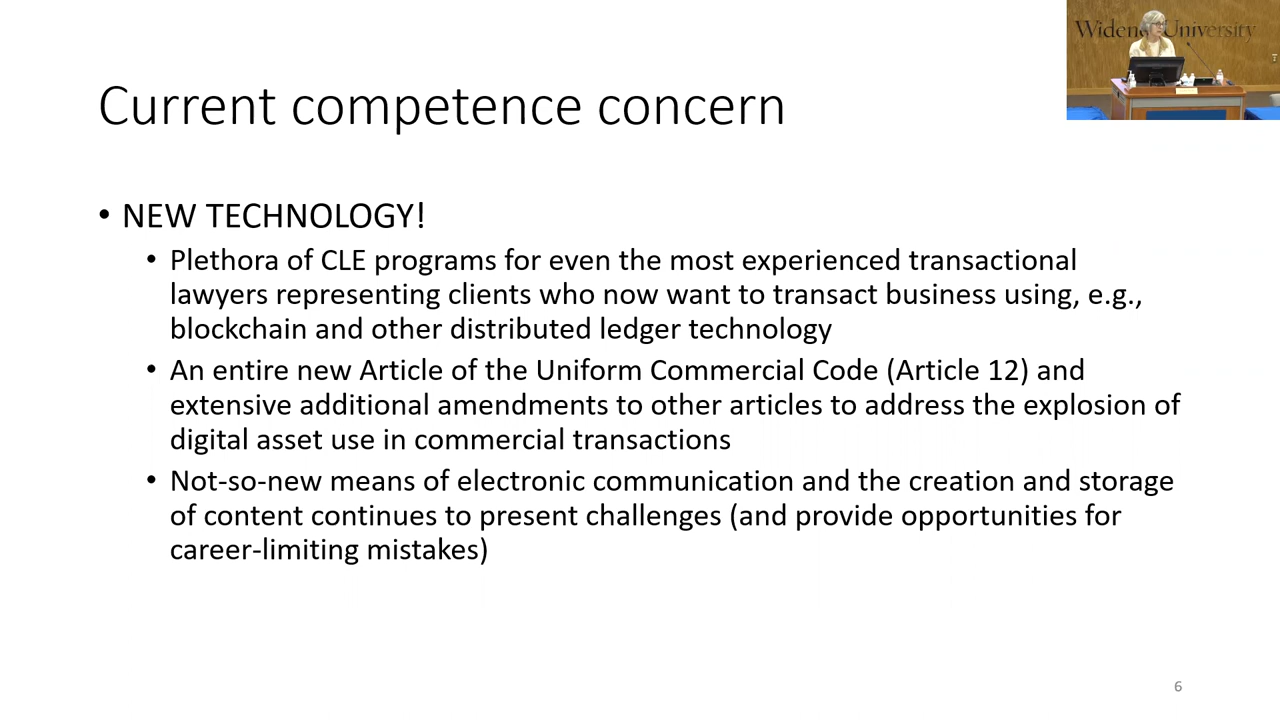 Widener University
Current competence concern
• NEW TECHNOLOGY!
• Plethora of CLE programs for even the most experienced transactional
lawyers representing clients who now want to transact business using, e.g.,
blockchain and other distributed ledger technology
• An entire new Article of the Uniform Commercial Code (Article 12) and
extensive additional amendments to other articles to address the explosion of
digital asset use in commercial transactions
• Not-so-new means of electronic communication and the creation and storage
of content continues to present challenges (and provide opportunities for
career-limiting mistakes)
6